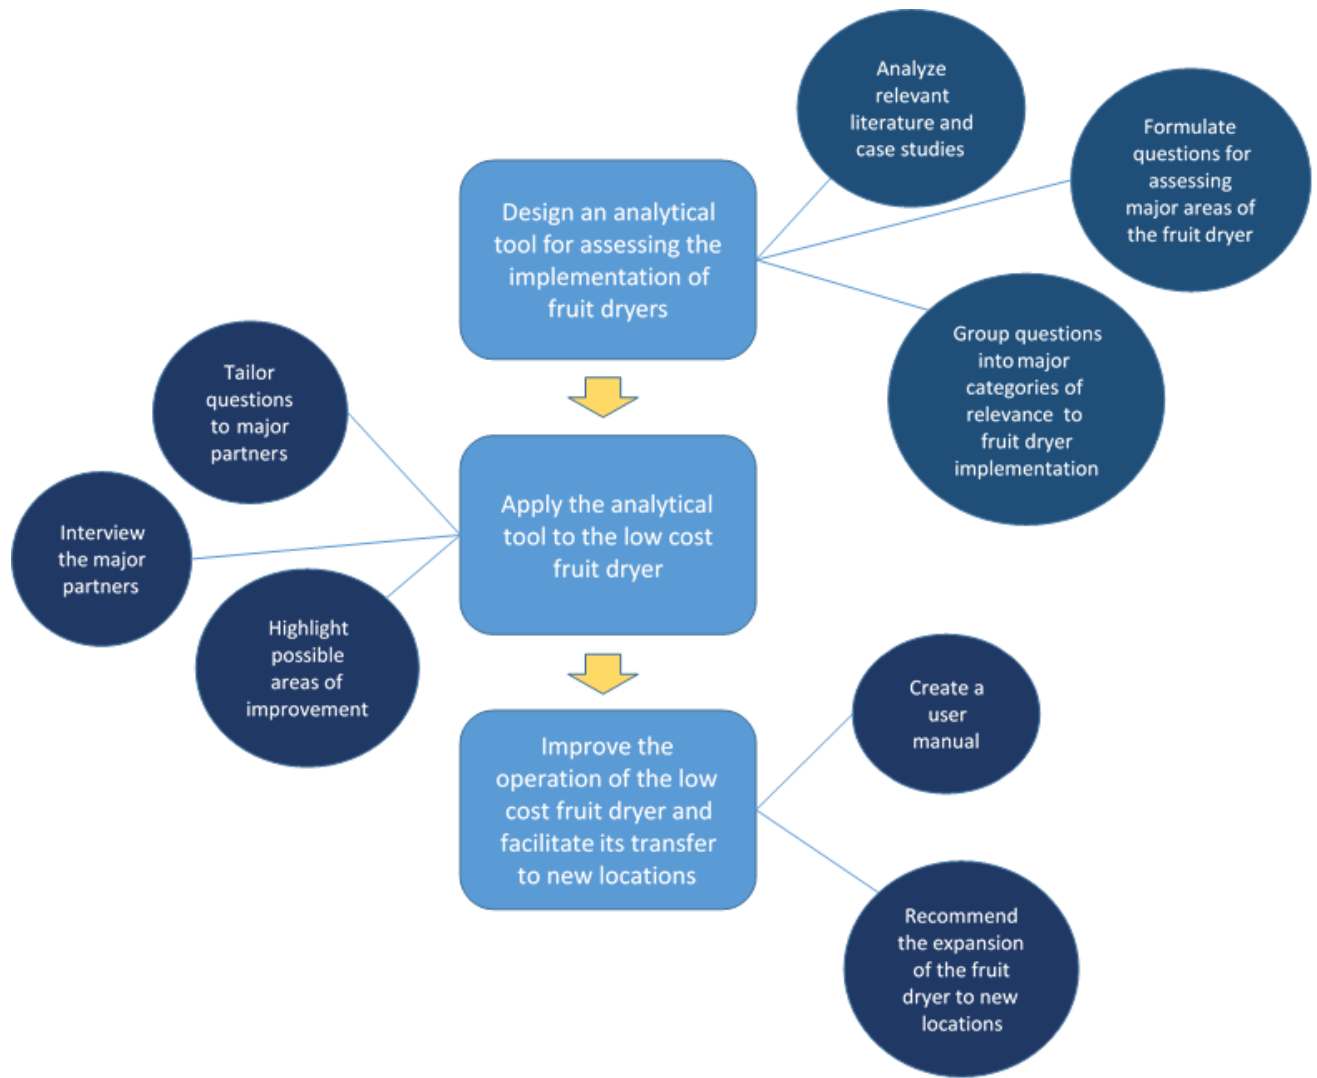 Analyze
relevant
literature and
case studies
Formulate
questions for
assessing
major areas of
the fruit dryer
Design an analytical
tool for assessing the
implementation of
fruit dryers
Group questions
into major
categories of
relevance to
fruit dryer
implementation
Tailor
questions
to major
partners
Interview
the major
partners
Highlight
possible
areas of
improvement
Apply the analytical
tool to the low cost
fruit dryer
Improve the
operation of the low
cost fruit dryer and
facilitate its transfer
to new locations
Create a
user
manual
Recommend
the expansion
of the fruit
dryer to new
locations